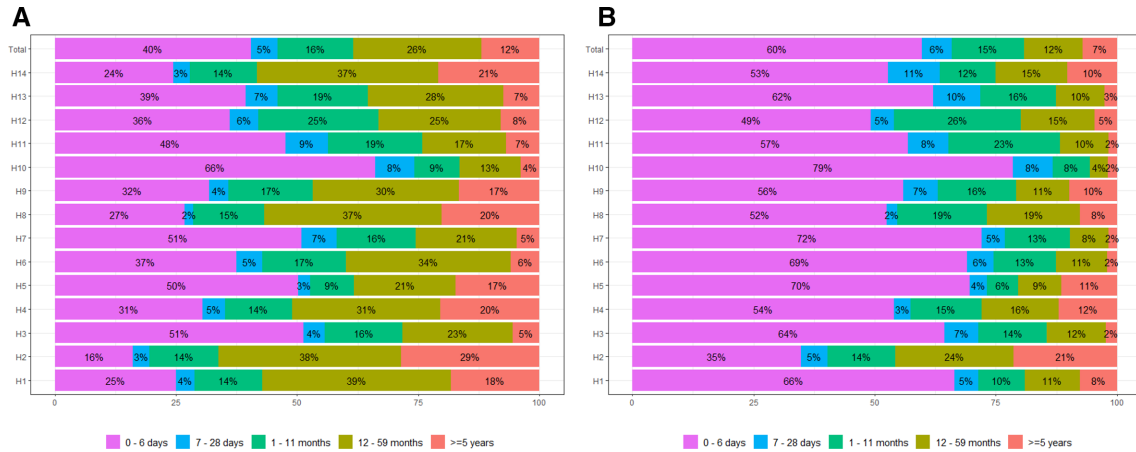 A
Total 40% 5% 16% 26% 12%
H14 24% 3% 14% 37% 21%
H13 39% 7% 19% 28% 7%
H12 36% 6% 25% 25% 8%
H11 48% 9% 19% 17% 7%
H10 66% 8% 9% 13% 4%
H9 32% 4% 17% 30% 17%
H8 27% 2% 15% 37% 20%
H7 51% 7% 16% 21% 5%
H6 37% 5% 17% 34% 6%
H5 50% 3% 9% 21% 17%
H4 31% 5% 14% 31% 20%
H3 51% 4% 16% 23% 5%
H2 16% 3% 14% 38% 29%
H1 25% 4% 14% 39% 18%
0 25 50 75 100
0 - 6 days 7 - 28 days 1 - 11 months 12 - 59 months >=5 years
B
Total 60% 6% 15% 12% 7%
H14 53% 11% 12% 15% 10%
H13 62% 10% 16% 10% 3%
H12 49% 5% 26% 15% 5%
H11 57% 8% 23% 10% 2%
H10 79% 8% 8% 4% 2%
H9 56% 7% 16% 11% 10%
H8 52% 2% 19% 19% 8%
H7 72% 5% 13% 8% 2%
H6 69% 6% 13% 11% 2%
H5 70% 4% 6% 9% 11%
H4 54% 3% 15% 16% 12%
H3 64% 7% 14% 12% 2%
H2 35% 5% 14% 24% 21%
H1 66% 5% 10% 11% 8%
0 25 50 75 100
0 - 6 days 7 - 28 days 1 - 11 months 12 - 59 months >=5 years